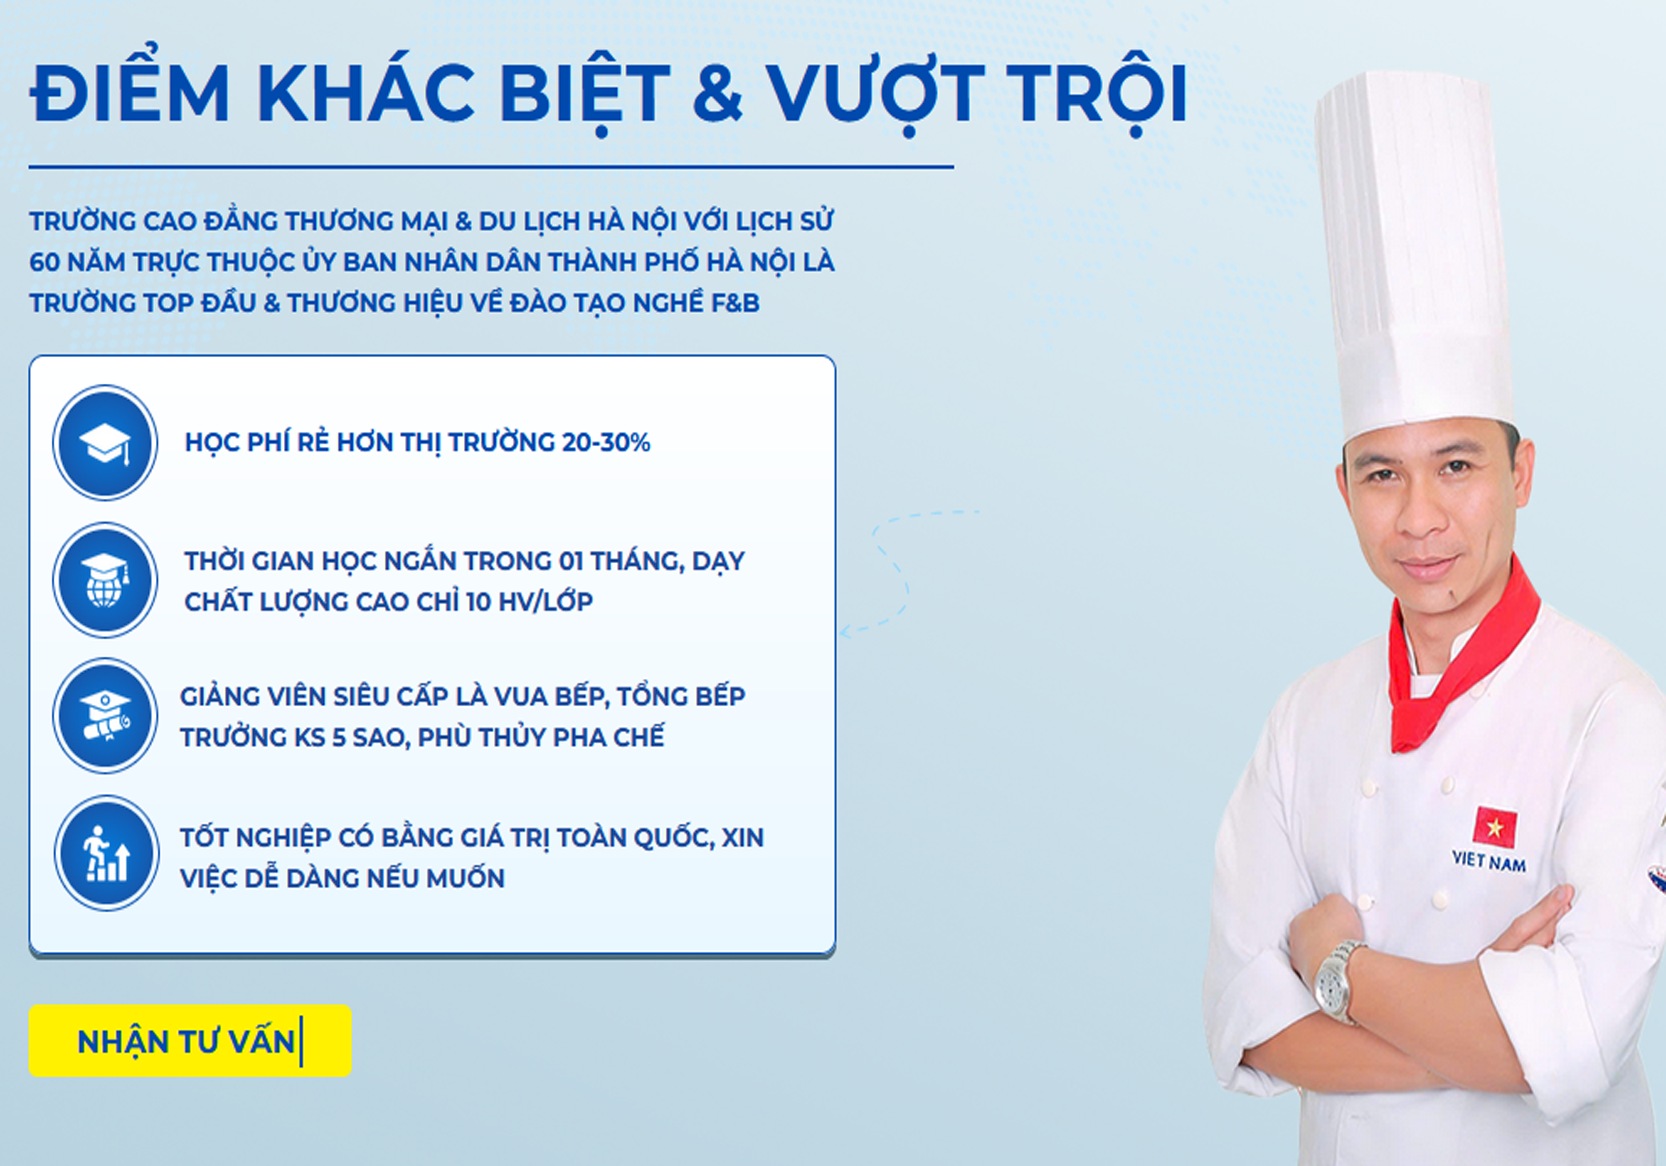 ĐIỂM KHÁC BIỆT & VƯỢT TRỘI
TRƯỜNG CAO ĐẲNG THƯƠNG MẠI & DU LỊCH HÀ NỘI VỚI LỊCH SỬ
60 NĂM TRỰC THUỘC ỦY BAN NHÂN DÂN THÀNH PHỐ HÀ NỘI LÀ
TRƯỜNG TOP ĐẦU & THƯƠNG HIỆU VỀ ĐÀO TẠO NGHỀ F&B
HỌC PHÍ RẺ HƠN THỊ TRƯỜNG 20-30%
THỜI GIAN HỌC NGẮN TRONG 01 THÁNG, DẠY
CHẤT LƯỢNG CAO CHỈ 10 HV/LỚP
GIẢNG VIÊN SIÊU CẤP LÀ VUA BẾP, TỔNG BẾP
TRƯỞNG KS 5 SAO, PHÙ THỦY PHA CHẾ
TỐT NGHIỆP CÓ BẰNG GIÁ TRỊ TOÀN QUỐC, XIN
VIỆC DỄ DÀNG NẾU MUỐN
NHẬN TƯ VẤN
VIET NAM